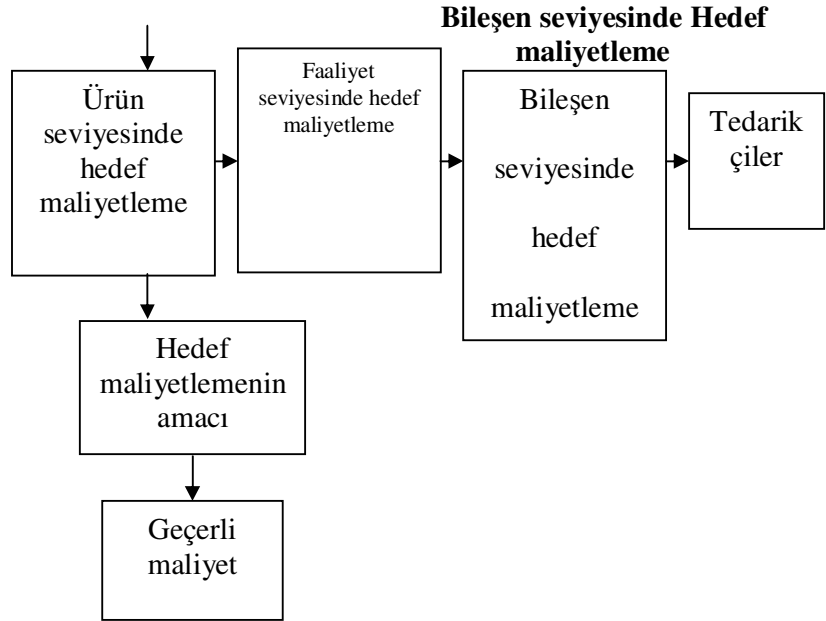 Bileşen seviyesinde Hedef
maliyetleme
Ürün
seviyesinde
hedef
maliyetleme
Faaliyet
seviyesinde hedef
maliyetleme
Bileşen
seviyesinde
hedef
maliyetleme
Tedarik
çiler
Hedef
maliyetlemenin
amacı
Geçerli
maliyet